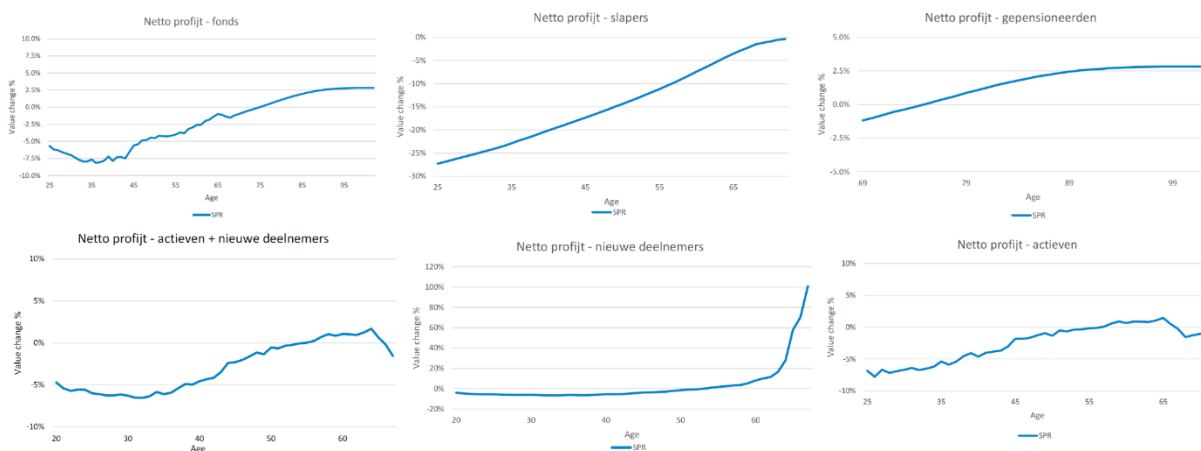 Netto profijt - fonds
10.0%
7.5%
5.0%
2.5%
0.0%
-2.5%
-5.0%
-7.5%
-10.0%
Value change %
25 35 45 55 65 75 85 95
Age
SPR
Netto profijt - slapers
0%
-5%
-10%
-15%
-20%
-25%
-30%
Value change %
25 35 45 55 65
Age
SPR
Netto profijt - gepensioneerden
5.0%
2.5%
0.0%
-2.5%
-5.0%
Value change %
69 79 89 99
Age
SPR
Netto profijt - actieven + nieuwe deelnemers
10%
5%
0%
-5%
-10%
Value change %
20 30 40 50 60
Age
SPR
Netto profijt - nieuwe deelnemers
120%
100%
80%
60%
40%
20%
0%
-20%
Value change %
20 30 40 50 60
Age
SPR
Netto profijt - actieven
10%
5%
0%
-5%
-10%
Value change %
25 35 45 55 65
Age
SPR